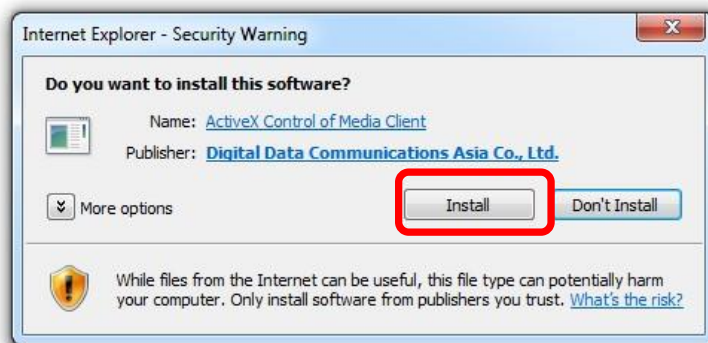 Internet Explorer - Security Warning
Do you want to install this software?
Name: ActiveX Control of Media Client
Publisher: Digital Data Communications Asia Co., Ltd.
More options Install Don't Install
While files from the Internet can be useful, this file type can potentially harm
your computer. Only install software from publishers you trust. What's the risk?